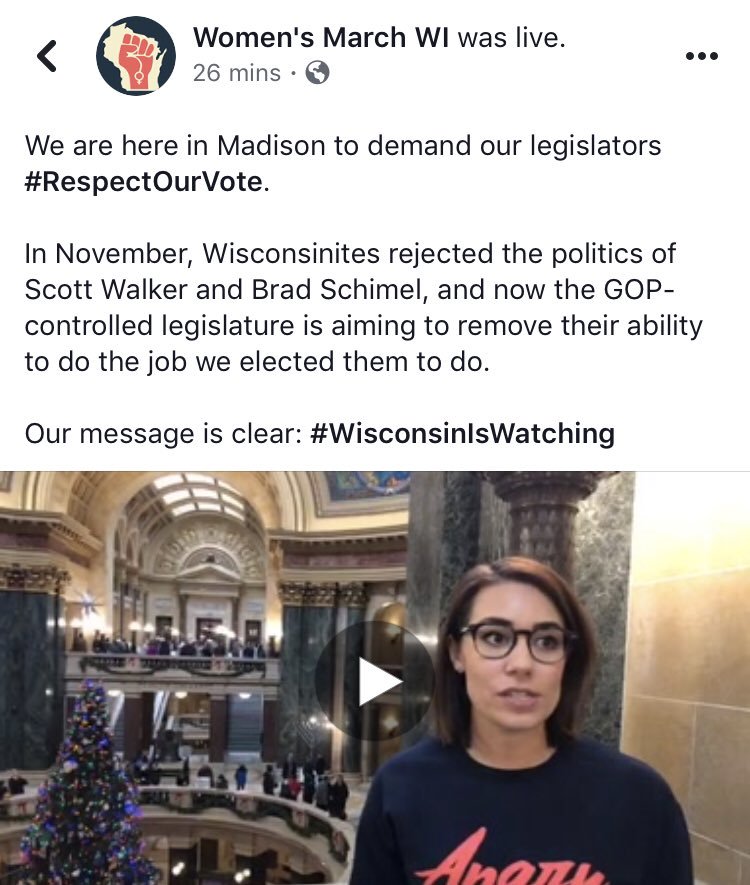 Women's March WI was live.
26 mins ·
We are here in Madison to demand our legislators
#RespectOurVote.
In November, Wisconsinites rejected the politics of
Scott Walker and Brad Schimel, and now the GOP-
controlled legislature is aiming to remove their ability
to do the job we elected them to do.
Our message is clear: #WisconsinIsWatching
Angry